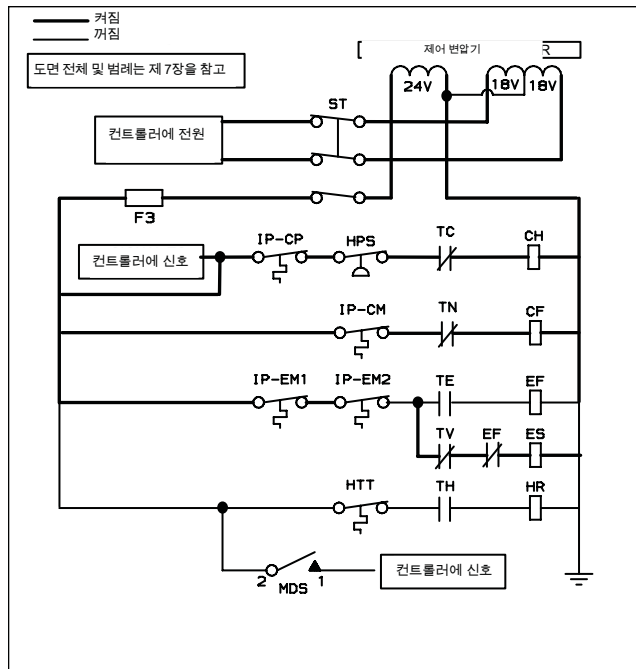 켜짐
꺼짐
제어 변압기
R
도면 전체 및 범례는 제 7장을 참고
24V
18V 18V
ST
컨트롤러에 전원
F3
IP-CP
HPS
TC
CH
컨트롤러에 신호
IP-CM
TN
CF
IP-EM1
IP-EM2
TE
EF
TV
EF
ES
HTT
TH
HR
컨트롤러에 신호
2
1
MDS